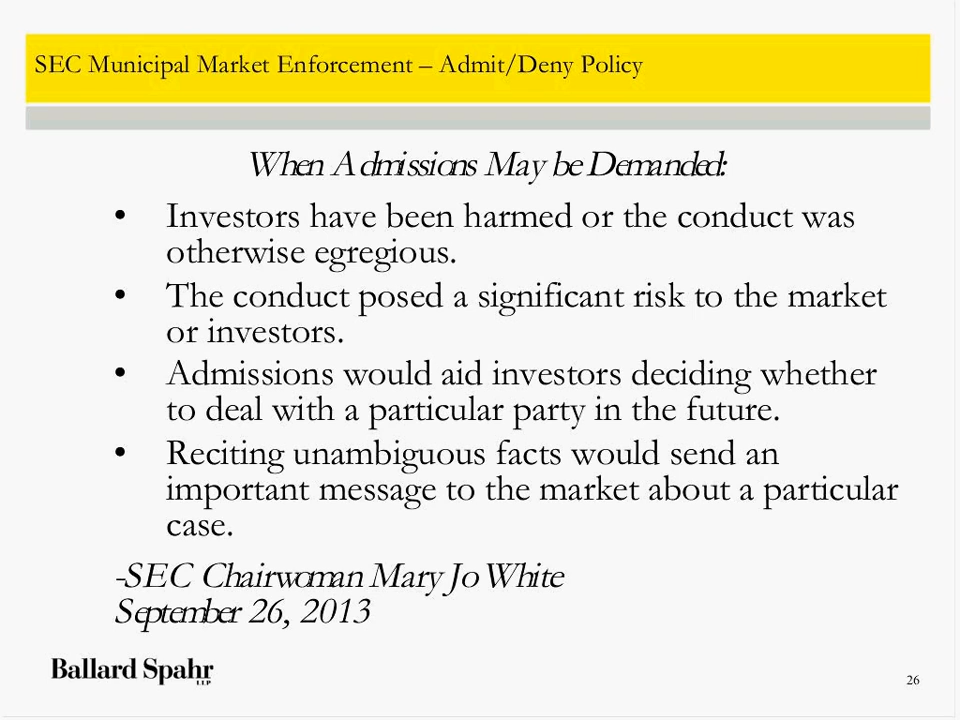 SEC Municipal Market Enforcement – Admit/Deny Policy
When Admissions May be Demanded:
• Investors have been harmed or the conduct was
otherwise egregious.
• The conduct posed a significant risk to the market
or investors.
• Admissions would aid investors deciding whether
to deal with a particular party in the future.
• Reciting unambiguous facts would send an
important message to the market about a particular
case.
-SEC Chairwoman Mary Jo White
September 26, 2013
Ballard Spahr
LLP
26